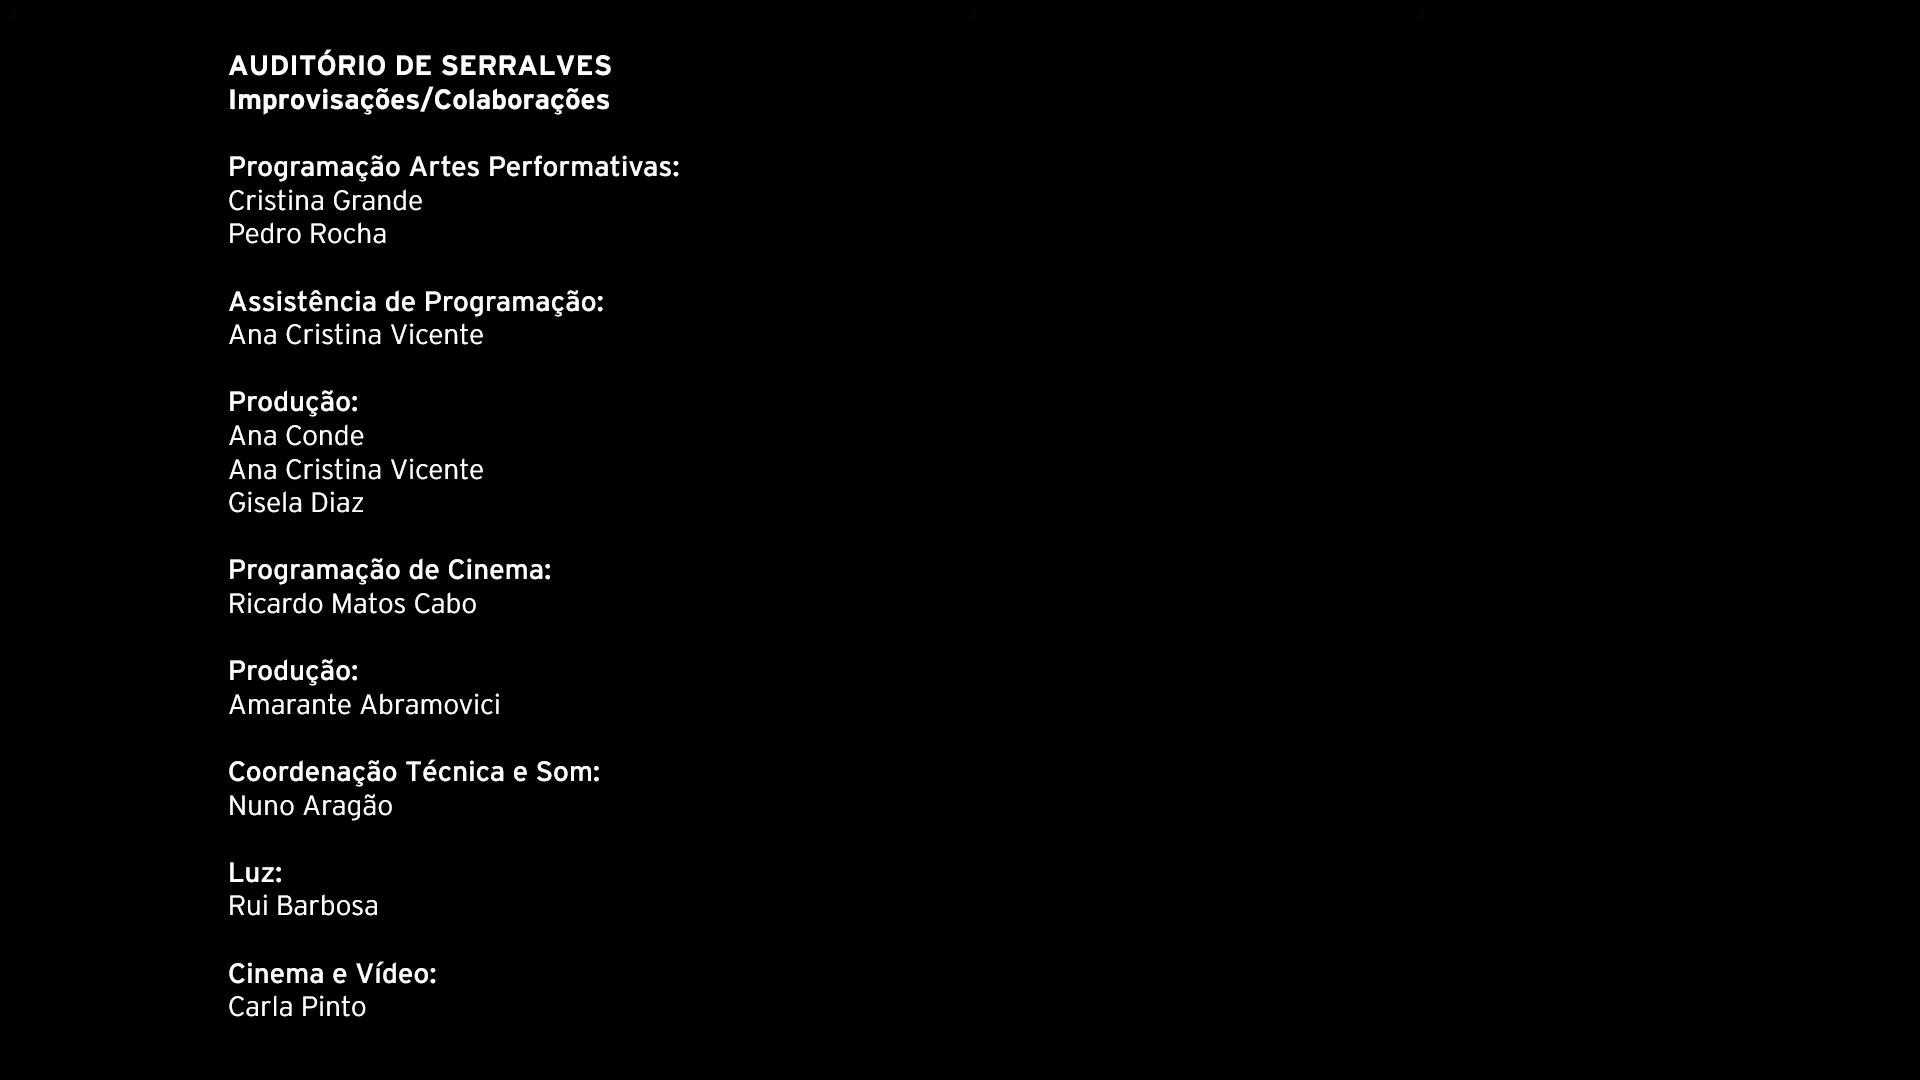 AUDITÓRIO DE SERRALVES
Improvisações/Colaborações
Programação Artes Performativas:
Cristina Grande
Pedro Rocha
Assistência de Programação:
Ana Cristina Vicente
Produção:
Ana Conde
Ana Cristina Vicente
Gisela Diaz
Programação de Cinema:
Ricardo Matos Cabo
Produção:
Amarante Abramovici
Coordenação Técnica e Som:
Nuno Aragão
Luz:
Rui Barbosa
Cinema e Vídeo:
Carla Pinto